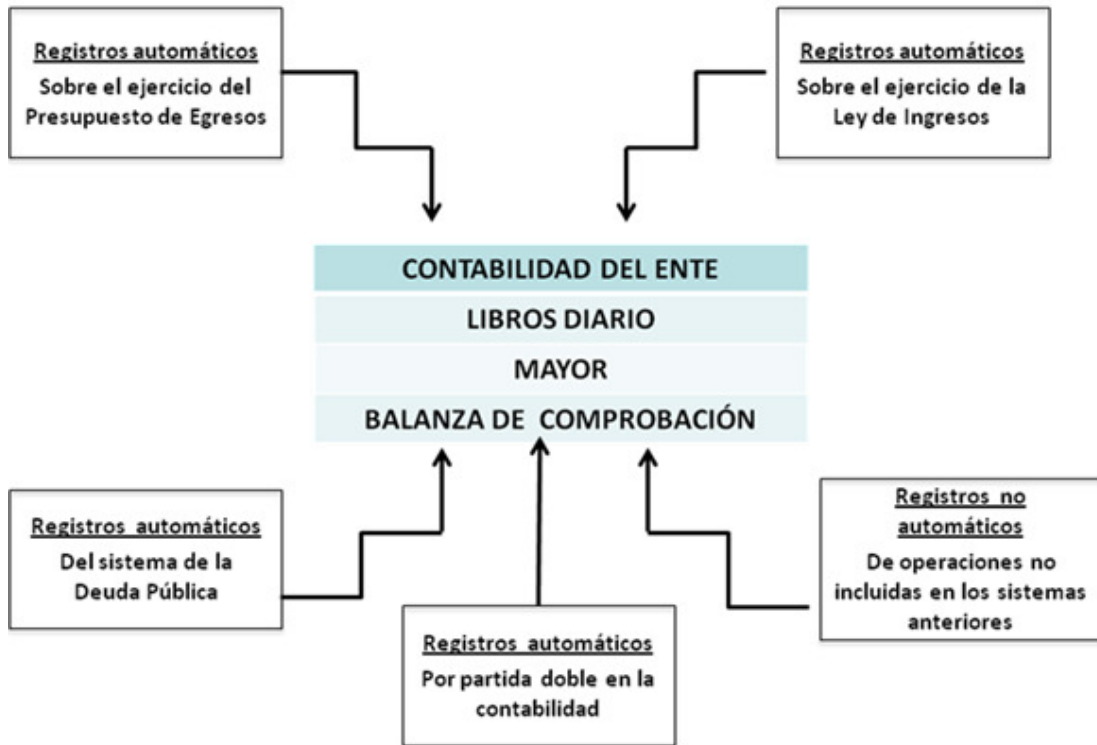 Registros automáticos
Sobre el ejercicio del
Presupuesto de Egresos
Registros automáticos
Sobre el ejercicio de la
Ley de Ingresos
CONTABILIDAD DEL ENTE
LIBROS DIARIO
MAYOR
BALANZA DE COMPROBACIÓN
Registros automáticos
Del sistema de la
Deuda Pública
Registros automáticos
Por partida doble en la
contabilidad
Registros no
automáticos
De operaciones no
incluidas en los sistemas
anteriores